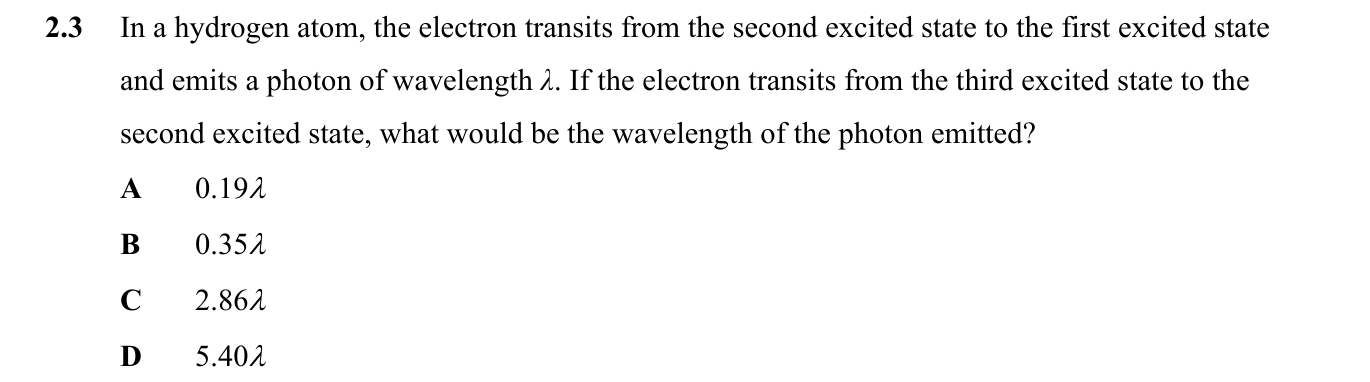 2.3 In a hydrogen atom, the electron transits from the second excited state to the first excited state
and emits a photon of wavelength λ. If the electron transits from the third excited state to the
second excited state, what would be the wavelength of the photon emitted?
A 0.19λ
B 0.35λ
C 2.86λ
D 5.40λ